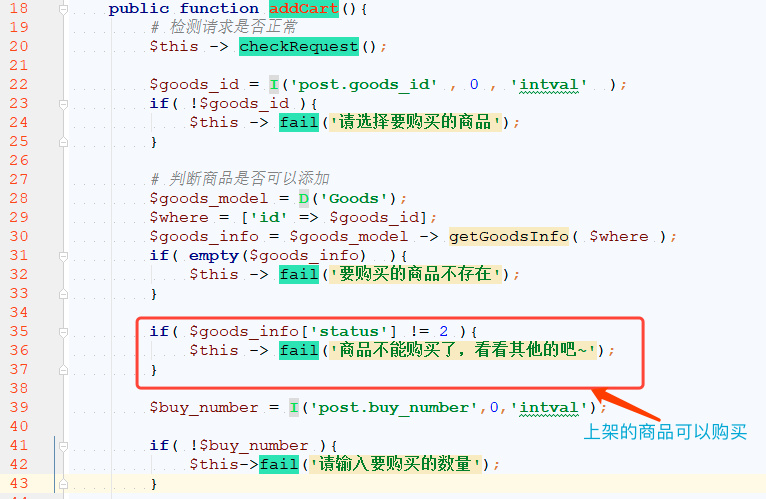 18 public function addCart(){
19 # 检测请求是否正常
20 $this -> checkRequest();
21
22 $goods_id = I('post.goods_id' , 0 , 'intval'  );
23 if( !$goods_id ){
24 $this -> fail('请选择要购买的商品');
25 }
26
27 # 判断商品是否可以添加
28 $goods_model = D('Goods');
29 $where = ['id' => $goods_id];
30 $goods_info = $goods_model -> getGoodsInfo( $where );
31 if( empty($goods_info)  ){
32 $this -> fail('要购买的商品不存在');
33 }
34
35 if( $goods_info['status'] != 2 ){
36 $this -> fail('商品不能购买了，看看其他的吧~');
37 }
38
39 $buy_number = I('post.buy_number',0,'intval');
上架的商品可以购买
40
41 if( !$buy_number ){
42 $this->fail('请输入要购买的数量');
43 }